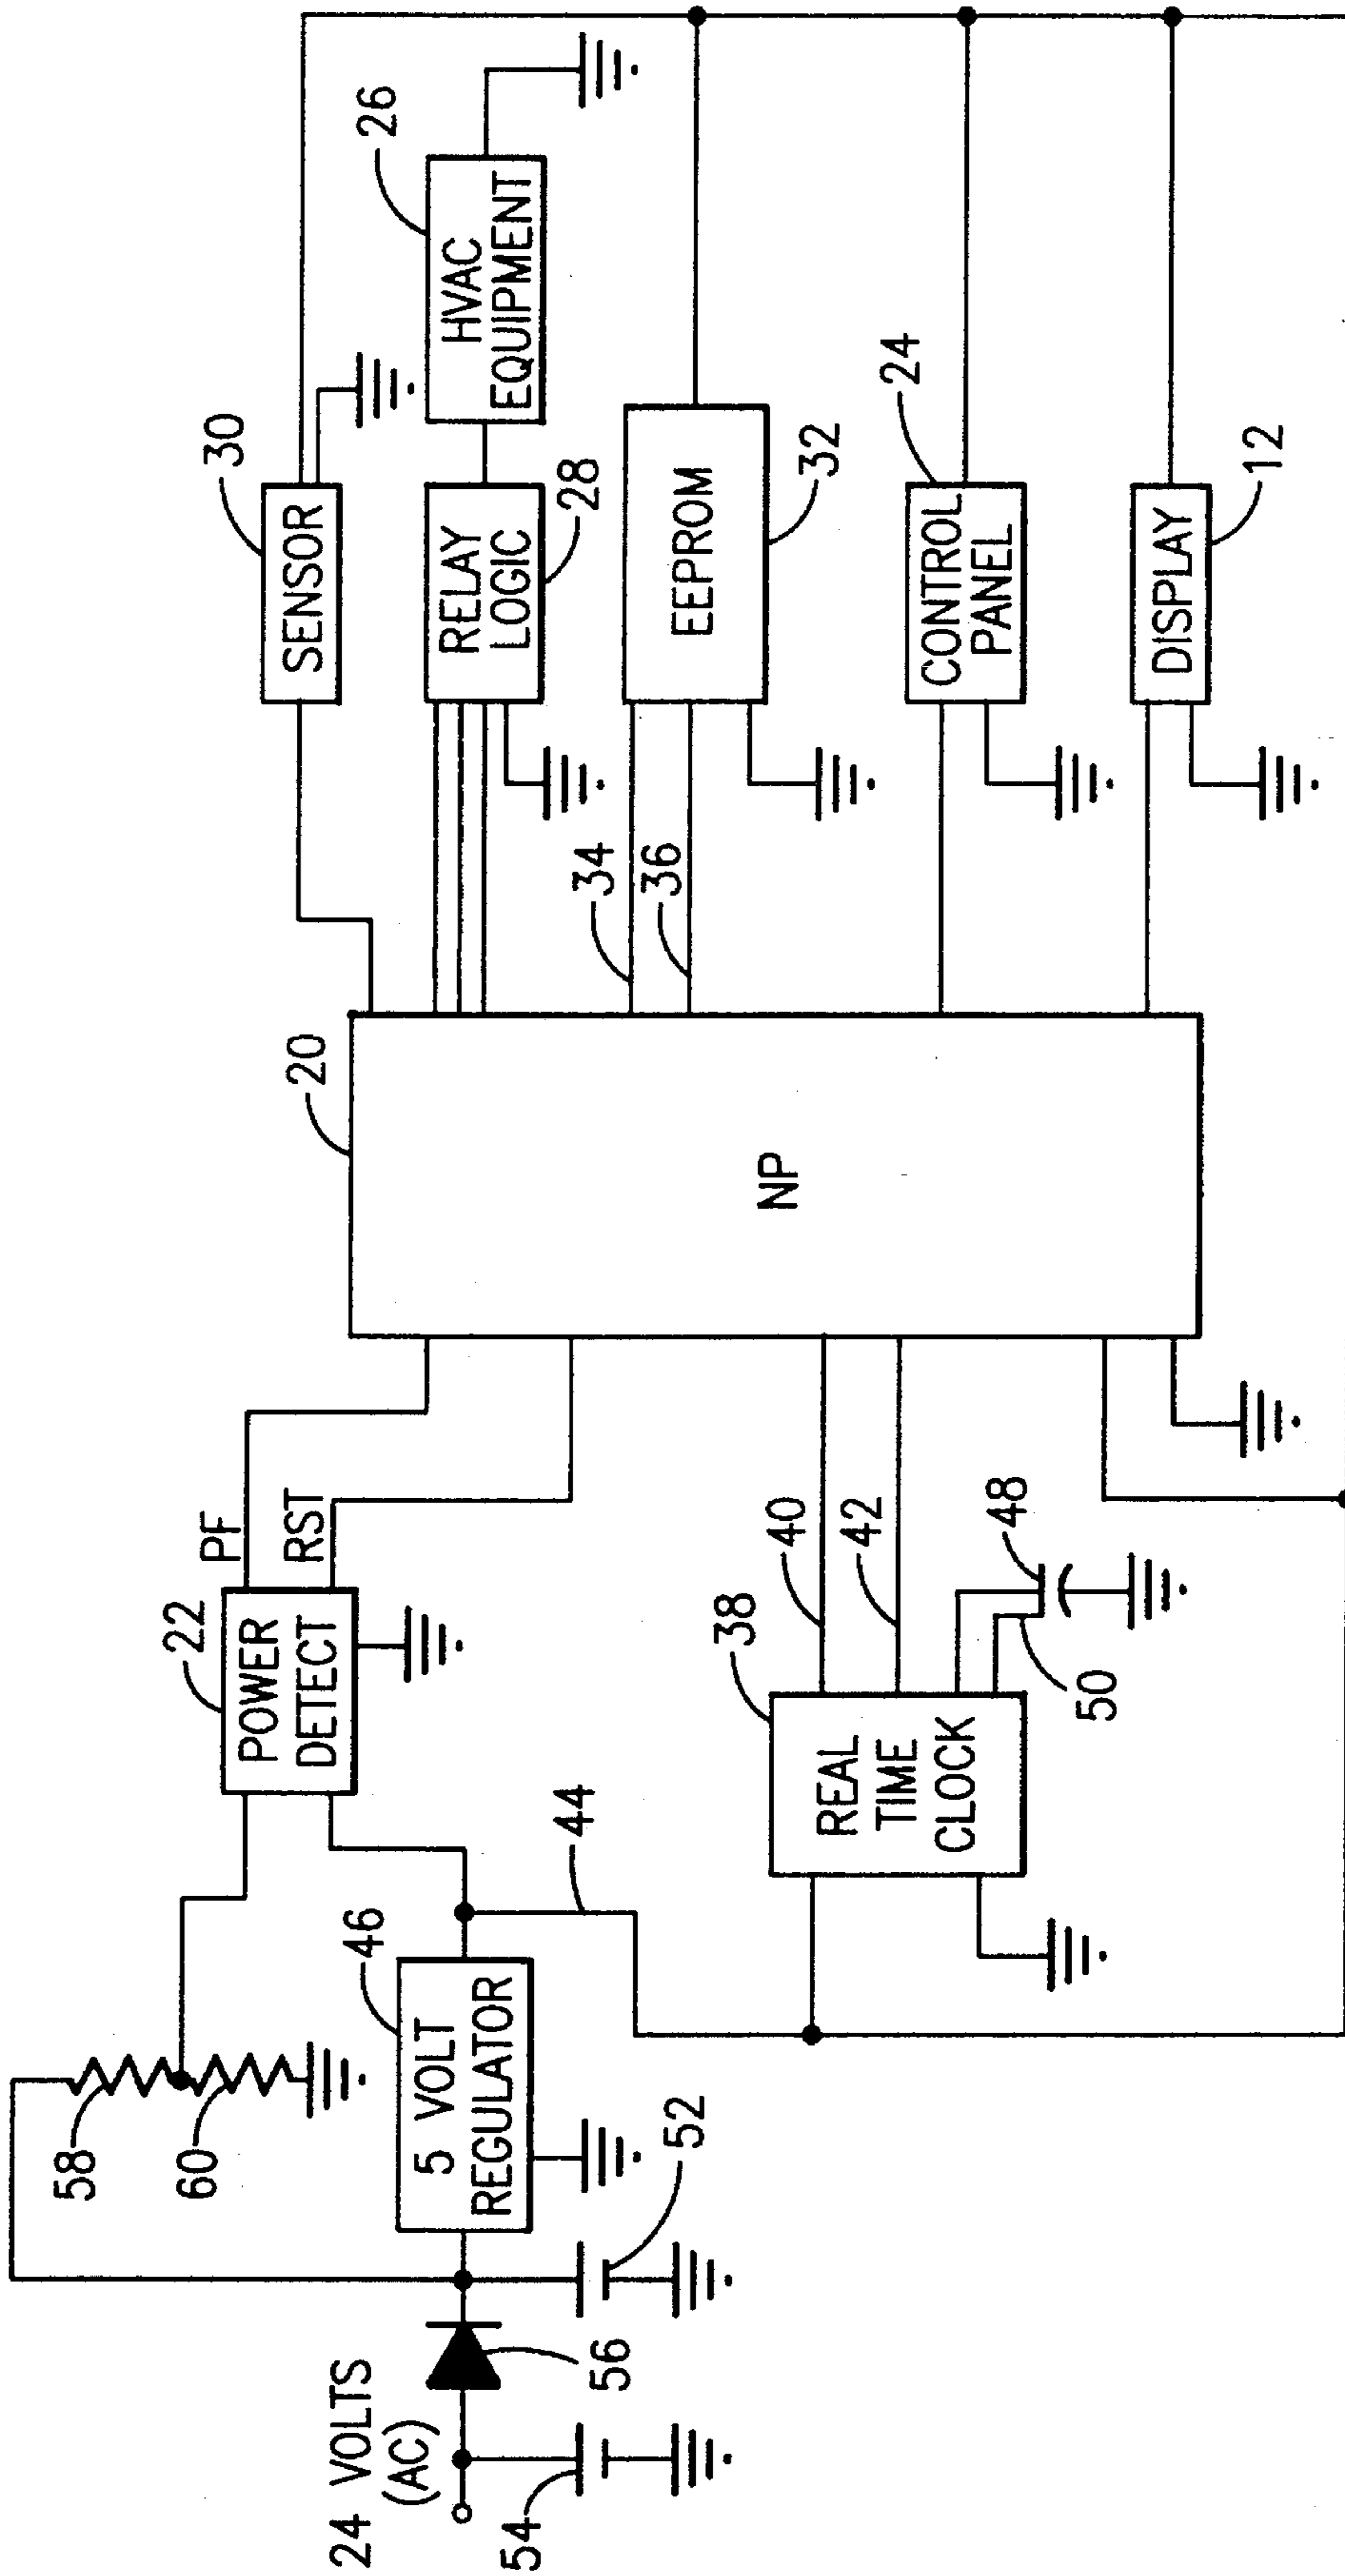 24 VOLTS
(AC)
54
56
52
58
60
5 VOLT
REGULATOR
46
44
POWER
DETECT
22
PF
RST
REAL
TIME
CLOCK
38
40
42
48
50
NP
20
SENSOR
30
RELAY
LOGIC
28
HVAC
EQUIPMENT
26
34
36
EEPROM
32
CONTROL
PANEL
24
DISPLAY
12